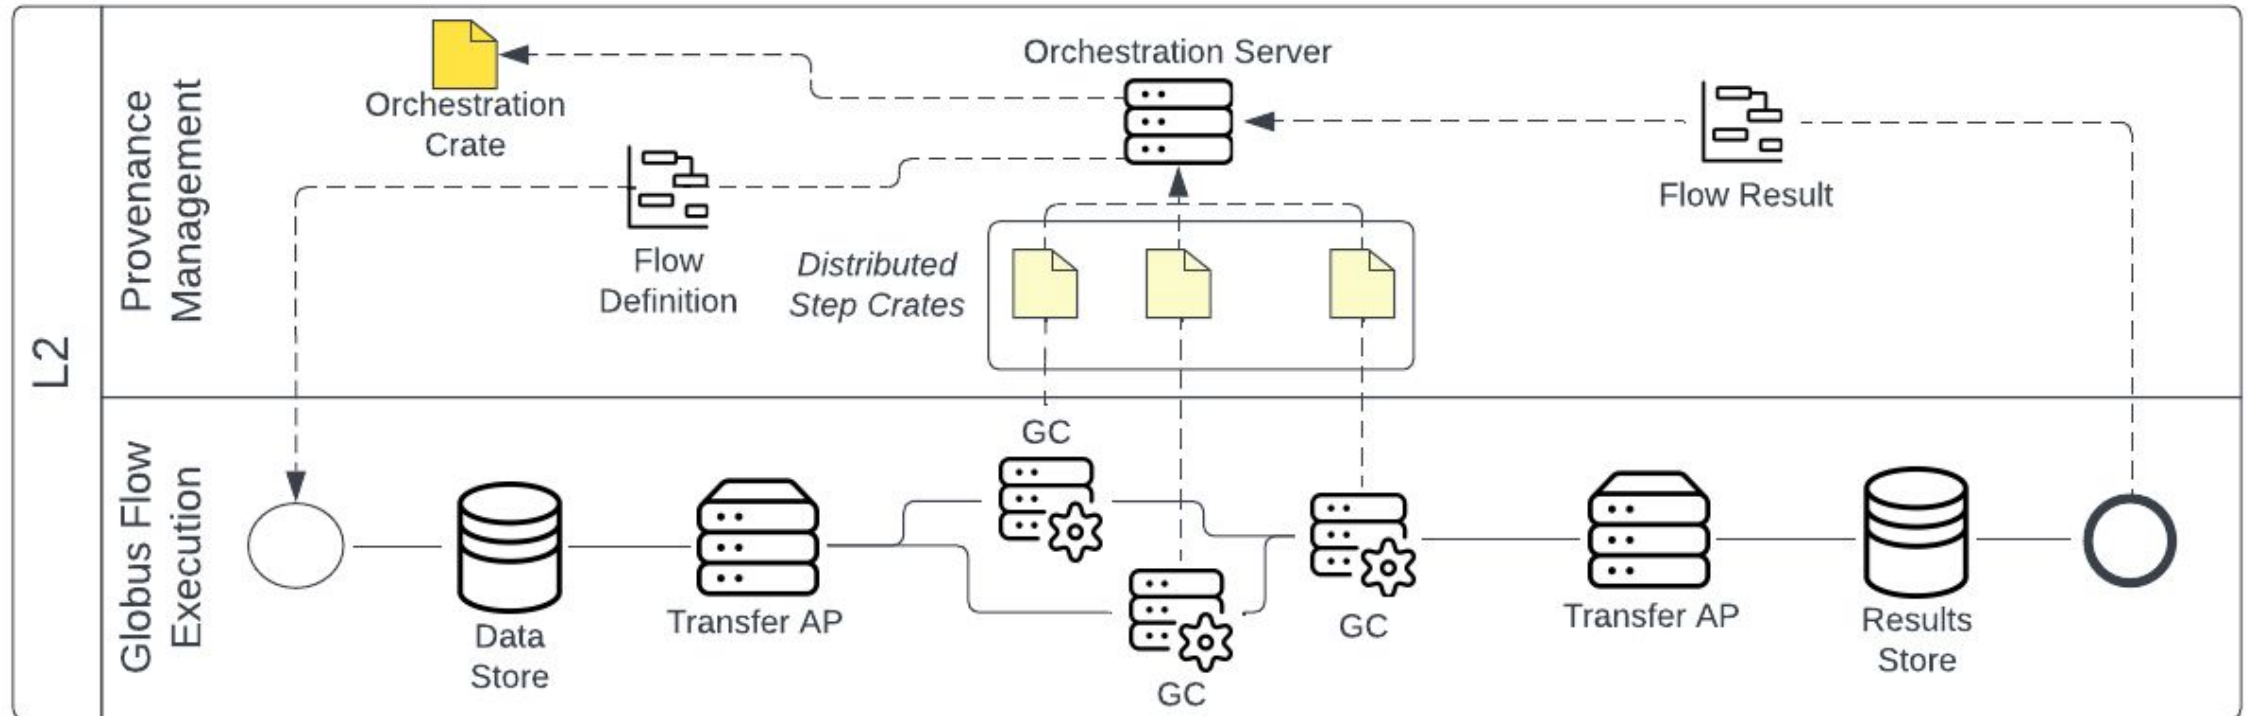 L2
Provenance
Management
Orchestration
Crate
Flow
Definition
Orchestration Server
Distributed
Step Crates
Flow Result
Globus Flow
Execution
Data
Store
Transfer AP
GC
GC
GC
Transfer AP
Results
Store